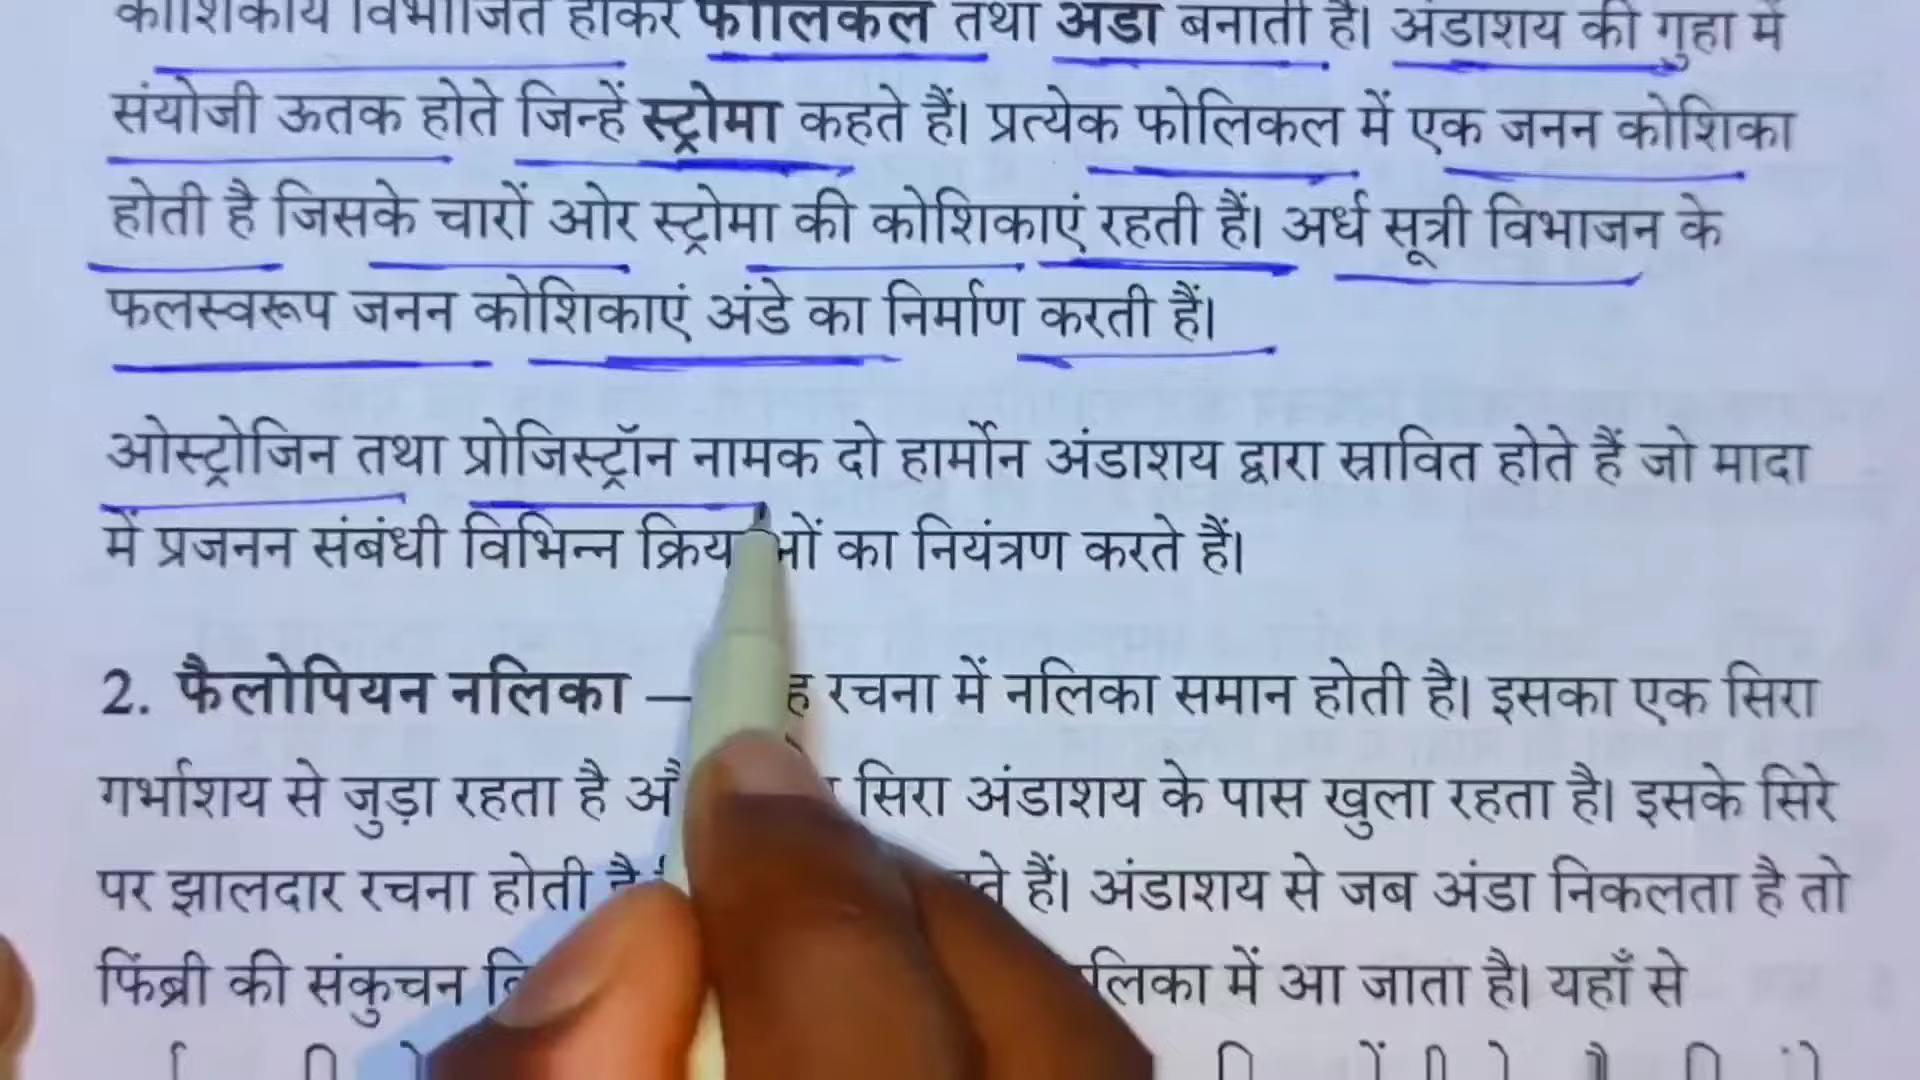 कोशिकायें विभाजित होकर फोलिकल तथा अंडा बनाती है। अंडाशय की गुहा में
संयोजी ऊतक होते जिन्हें स्ट्रोमा कहते हैं। प्रत्येक फोलिकल में एक जनन कोशिका
होती है जिसके चारों ओर स्ट्रोमा की कोशिकाएं रहती हैं। अर्ध सूत्री विभाजन के
फलस्वरूप जनन कोशिकाएं अंडे का निर्माण करती हैं।
ओस्ट्रोजिन तथा प्रोजिस्ट्रॉन नामक दो हार्मोन अंडाशय द्वारा स्रावित होते हैं जो मादा
में प्रजनन संबंधी विभिन्न का नियंत्रण करते हैं।
2. फैलोपियन नलिका – रचना में नलिका समान होती है। इसका एक सिरा
गर्भाशय से जुड़ा रहता है सिरा अंडाशय के पास खुला रहता है। इसके सिरे
पर झालदार रचना होती हैं। अंडाशय से जब अंडा निकलता है तो
फिंब्री की संकुचन में आ जाता है। यहाँ से